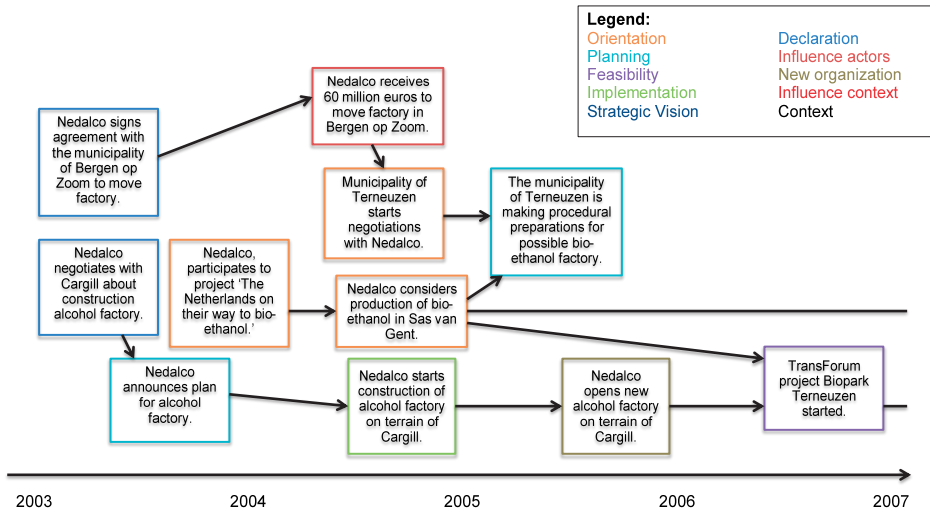 Legend:
Orientation
Declaration
Planning
Influence actors
Feasibility
New organization
Implementation
Influence context
Strategic Vision
Context
Nedalco receives
60 million euros to
move factory in
Bergen op Zoom.
Nedalco signs
agreement with
the municipality
of Bergen op
Zoom to move
factory.
Municipality of
Terneuzen
starts
negotiations
with Nedalco.
The municipality
of Terneuzen is
making procedural
preparations for
possible bio-
ethanol factory.
Nedalco
negotiates with
Cargill about
construction
alcohol factory.
Nedalco,
participates to
project ‘The
Netherlands on
their way to bio-
ethanol.’
Nedalco considers
production of bio-
ethanol in Sas van
Gent.
Nedalco
announces plan
for alcohol
factory.
Nedalco starts
construction of
alcohol factory
on terrain of
Cargill.
Nedalco
opens new
alcohol factory
on terrain of
Cargill.
TransForum
project Biopark
Terneuzen
started.
2003
2004
2005
2006
2007